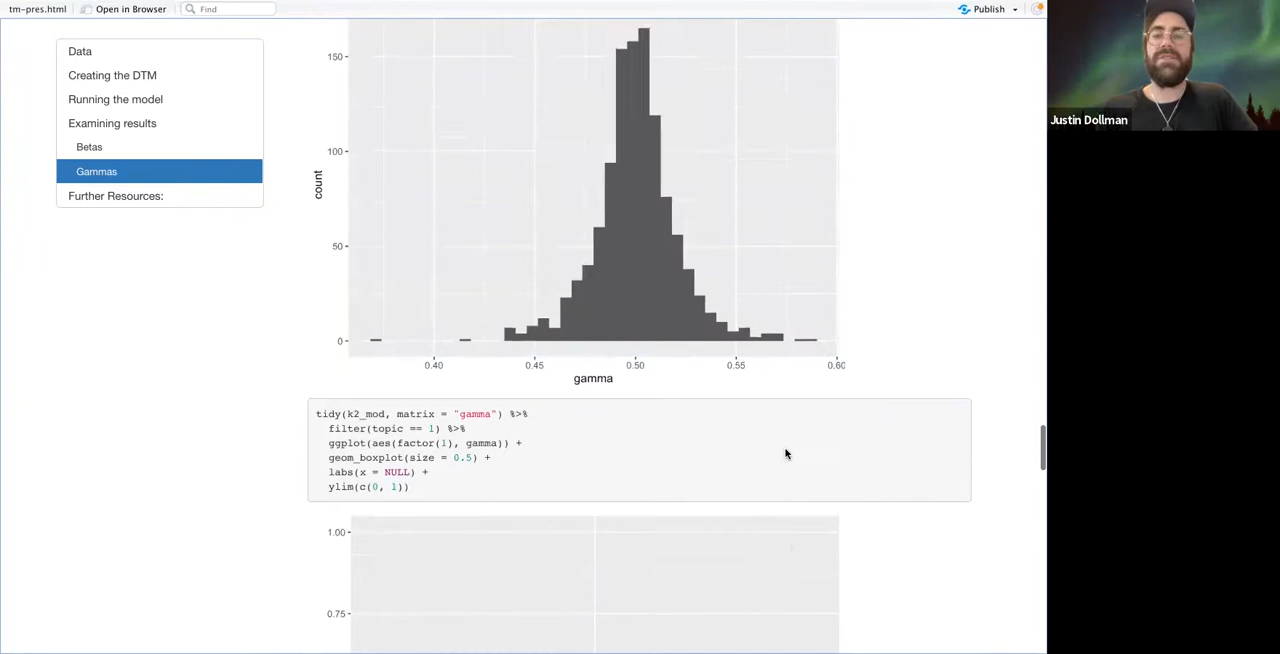 tm-pres.html Open in Browser Find Publish
Data
Creating the DTM
Running the model
Examining results
Betas
Gammas
Further Resources:
150
100
50
0
count
0.40 0.45 0.50 0.55 0.60
gamma
tidy(k2_mod, matrix = "gamma") %>%
filter(topic == 1) %>%
ggplot(aes(factor(1), gamma)) +
geom_boxplot(size = 0.5) +
labs(x = NULL) +
ylim(c(0, 1))
1.00
0.75
Justin Dollman